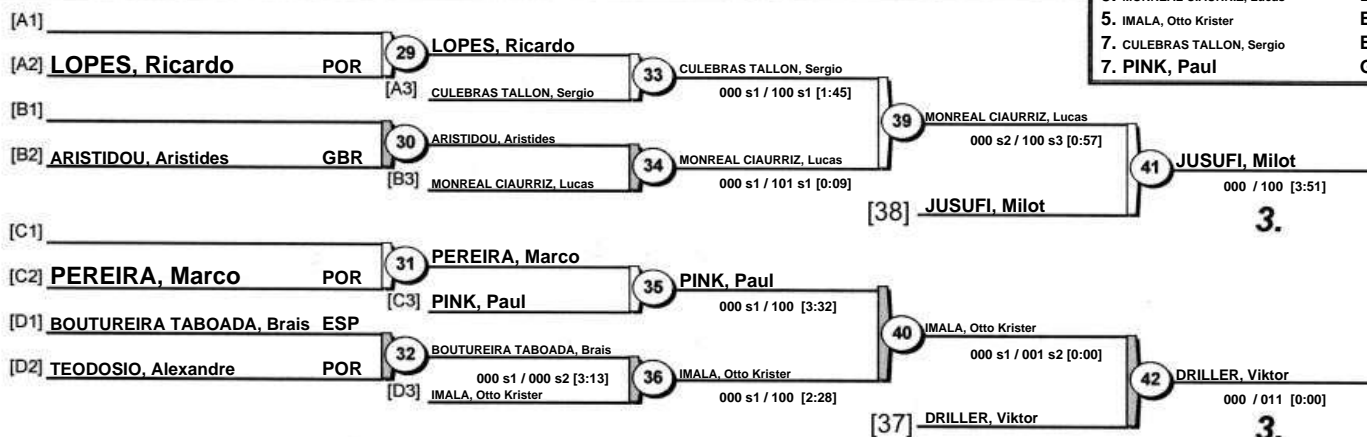 [A1]
[A2] LOPES, Ricardo POR
29
LOPES, Ricardo
[A3] CULEBRAS TALLON, Sergio
33
CULEBRAS TALLON, Sergio
000 s1 / 100 s1 [1:45]
[B1]
[B2] ARISTIDOU, Aristides GBR
30
ARISTIDOU, Aristides
[B3] MONREAL CIAURRIZ, Lucas
34
MONREAL CIAURRIZ, Lucas
000 s1 / 101 s1 [0:09]
39
MONREAL CIAURRIZ, Lucas
000 s2 / 100 s3 [0:57]
[38] JUSUFI, Milot
41
JUSUFI, Milot
000 / 100 [3:51]
3.
[C1]
[C2] PEREIRA, Marco POR
31
PEREIRA, Marco
[C3] PINK, Paul
35
PINK, Paul
000 s1 / 100 [3:32]
[D1] BOUTUREIRA TABOADA, Brais ESP
[D2] TEODOSIO, Alexandre POR
32
BOUTUREIRA TABOADA, Brais
000 s1 / 000 s2 [3:13]
[D3] IMALA, Otto Krister
36
IMALA, Otto Krister
000 s1 / 100 [2:28]
40
IMALA, Otto Krister
000 s1 / 001 s2 [0:00]
[37] DRILLER, Viktor
42
DRILLER, Viktor
000 / 011 [0:00]
3.
5. IMALA, Otto Krister
7. CULEBRAS TALLON, Sergio
7. PINK, Paul